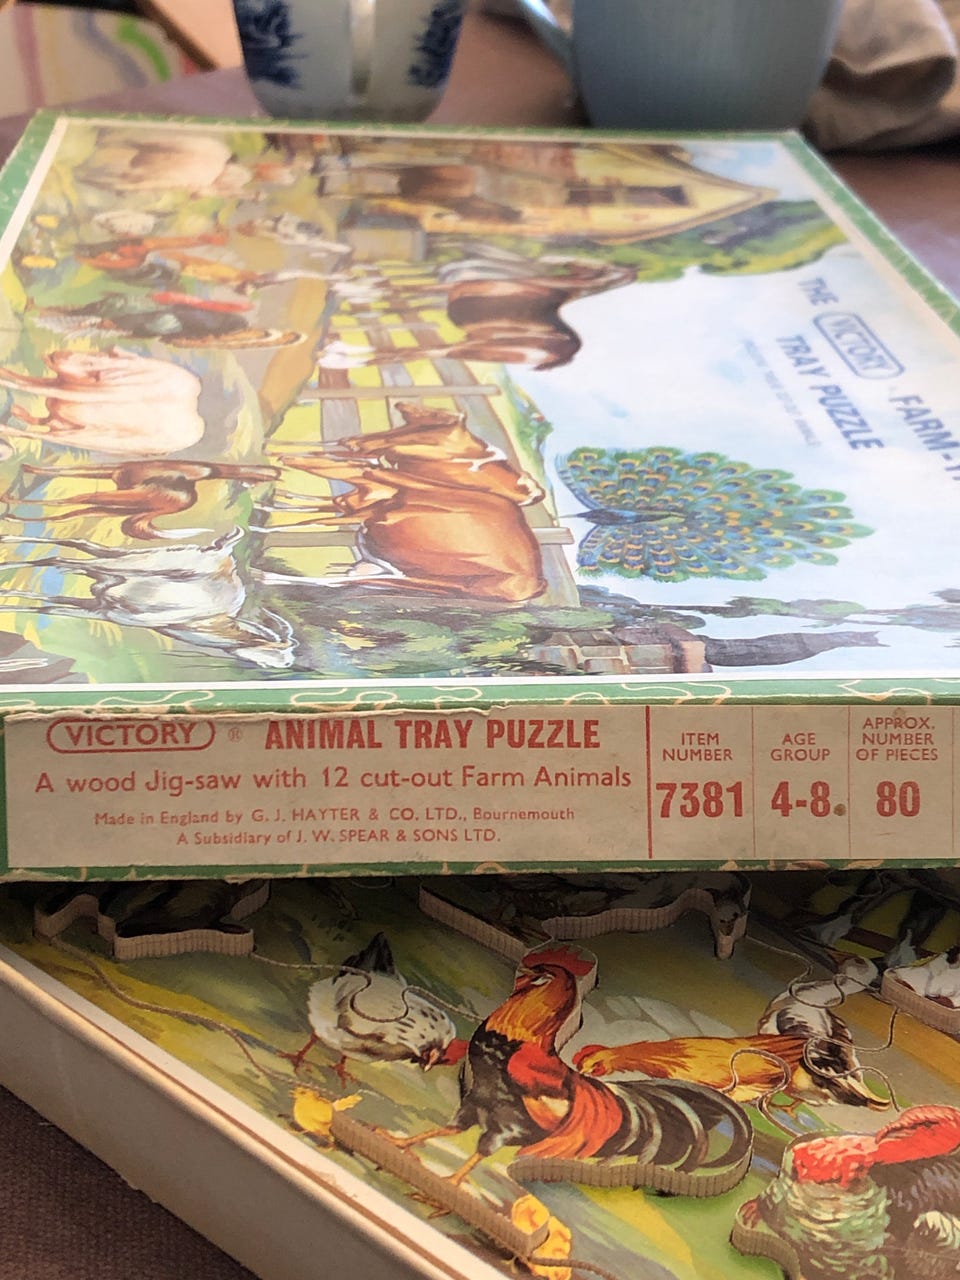 THE VICTORY FARM-Y
TRAY PUZZLE
VICTORY ® ANIMAL TRAY PUZZLE
A wood Jig-saw with 12 cut-out Farm Animals
Made in England by G. J. HAYTER & CO. LTD., Bournemouth
A Subsidiary of J. W. SPEAR & SONS LTD.
ITEM
NUMBER
7381
AGE
GROUP
4-8
APPROX.
NUMBER
OF PIECES
80